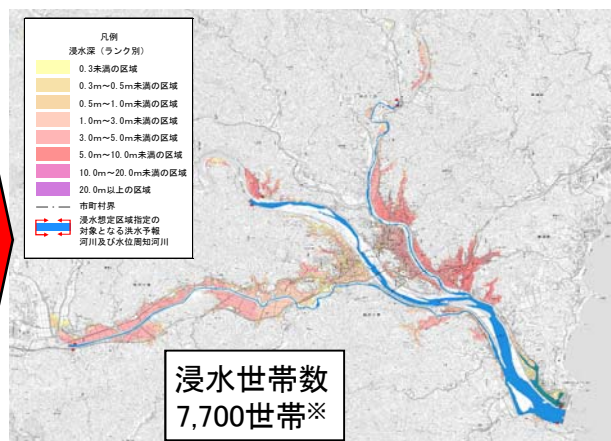 凡例
浸水深（ランク別）
0.3未満の区域
0.3m～0.5m未満の区域
0.5m～1.0m未満の区域
1.0m～3.0m未満の区域
3.0m～5.0m未満の区域
5.0m～10.0m未満の区域
10.0m～20.0m未満の区域
20.0m以上の区域
市町村界
浸水想定区域指定の
対象となる洪水予報
河川及び水位周知河川
浸水世帯数
7,700世帯※